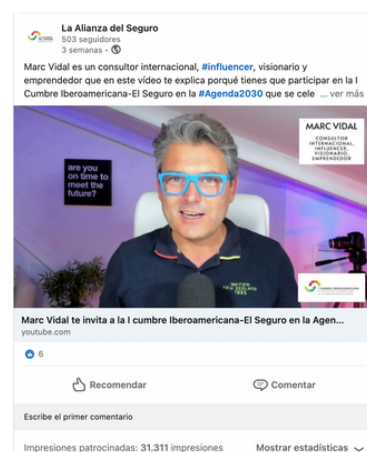 La Alianza del Seguro
503 seguidores
3 semanas •
Marc Vidal es un consultor internacional, #influencer, visionario y
emprendedor que en este vídeo te explica porqué tienes que participar en la I
Cumbre Iberoamericana-El Seguro en la #Agenda2030 que se cele ... ver más
MARC VIDAL
CONSULTOR
INTERNACIONAL,
INFLUENCER,
VISIONARIO,
EMPRENDEDOR
are you
on time to
meet the
future?
NEW ZEALAND
Marc Vidal te invita a la I cumbre Iberoamericana-El Seguro en la Agen...
youtube.com
6
Recomendar
Comentar
Escribe el primer comentario
Impresiones patrocinadas: 31.311 impresiones
Mostrar estadísticas